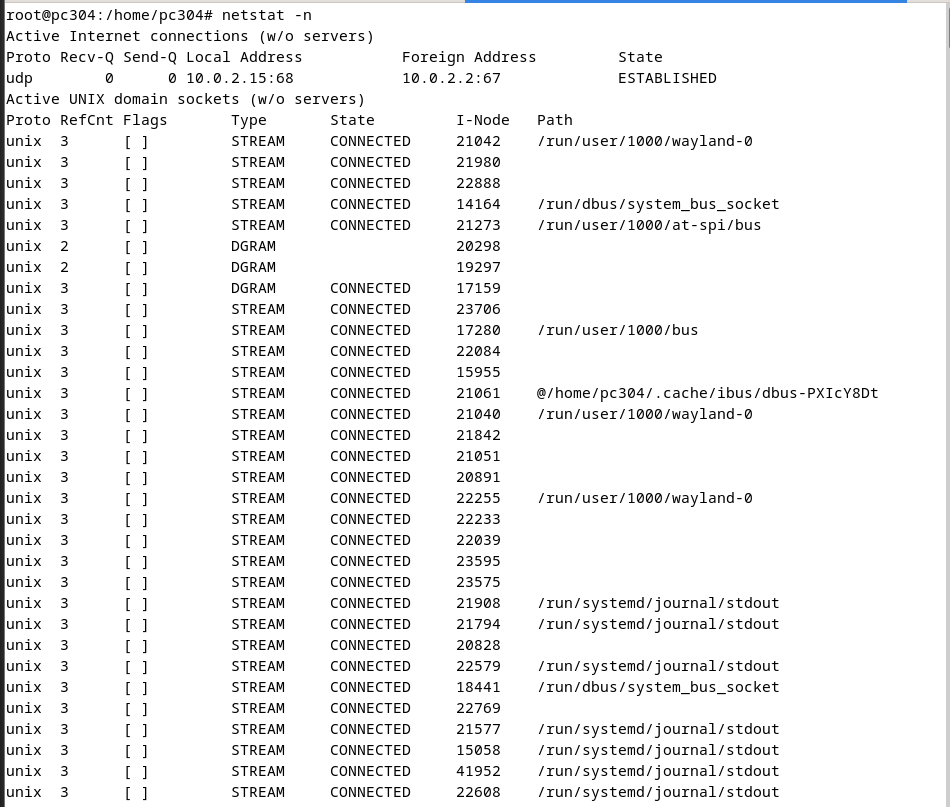 root@pc304:/home/pc304# netstat -n
Active Internet connections (w/o servers)
Proto Recv-Q Send-Q Local Address           Foreign Address         State
udp        0      0 10.0.2.15:68            10.0.2.2:67             ESTABLISHED
Active UNIX domain sockets (w/o servers)
Proto RefCnt Flags       Type       State         I-Node   Path
unix  3      [ ]         STREAM     CONNECTED     21042    /run/user/1000/wayland-0
unix  3      [ ]         STREAM     CONNECTED     21980
unix  3      [ ]         STREAM     CONNECTED     22888
unix  3      [ ]         STREAM     CONNECTED     14164    /run/dbus/system_bus_socket
unix  3      [ ]         STREAM     CONNECTED     21273    /run/user/1000/at-spi/bus
unix  2      [ ]         DGRAM                    20298
unix  2      [ ]         DGRAM                    19297
unix  3      [ ]         DGRAM      CONNECTED     17159
unix  3      [ ]         STREAM     CONNECTED     23706
unix  3      [ ]         STREAM     CONNECTED     17280    /run/user/1000/bus
unix  3      [ ]         STREAM     CONNECTED     22084
unix  3      [ ]         STREAM     CONNECTED     15955
unix  3      [ ]         STREAM     CONNECTED     21061    @/home/pc304/.cache/ibus/dbus-PXIcY8Dt
unix  3      [ ]         STREAM     CONNECTED     21040    /run/user/1000/wayland-0
unix  3      [ ]         STREAM     CONNECTED     21842
unix  3      [ ]         STREAM     CONNECTED     21051
unix  3      [ ]         STREAM     CONNECTED     20891
unix  3      [ ]         STREAM     CONNECTED     22255    /run/user/1000/wayland-0
unix  3      [ ]         STREAM     CONNECTED     22233
unix  3      [ ]         STREAM     CONNECTED     22039
unix  3      [ ]         STREAM     CONNECTED     23595
unix  3      [ ]         STREAM     CONNECTED     23575
unix  3      [ ]         STREAM     CONNECTED     21908    /run/systemd/journal/stdout
unix  3      [ ]         STREAM     CONNECTED     21794    /run/systemd/journal/stdout
unix  3      [ ]         STREAM     CONNECTED     20828
unix  3      [ ]         STREAM     CONNECTED     22579    /run/systemd/journal/stdout
unix  3      [ ]         STREAM     CONNECTED     18441    /run/dbus/system_bus_socket
unix  3      [ ]         STREAM     CONNECTED     22769
unix  3      [ ]         STREAM     CONNECTED     21577    /run/systemd/journal/stdout
unix  3      [ ]         STREAM     CONNECTED     15058    /run/systemd/journal/stdout
unix  3      [ ]         STREAM     CONNECTED     41952    /run/systemd/journal/stdout
unix  3      [ ]         STREAM     CONNECTED     22608    /run/systemd/journal/stdout